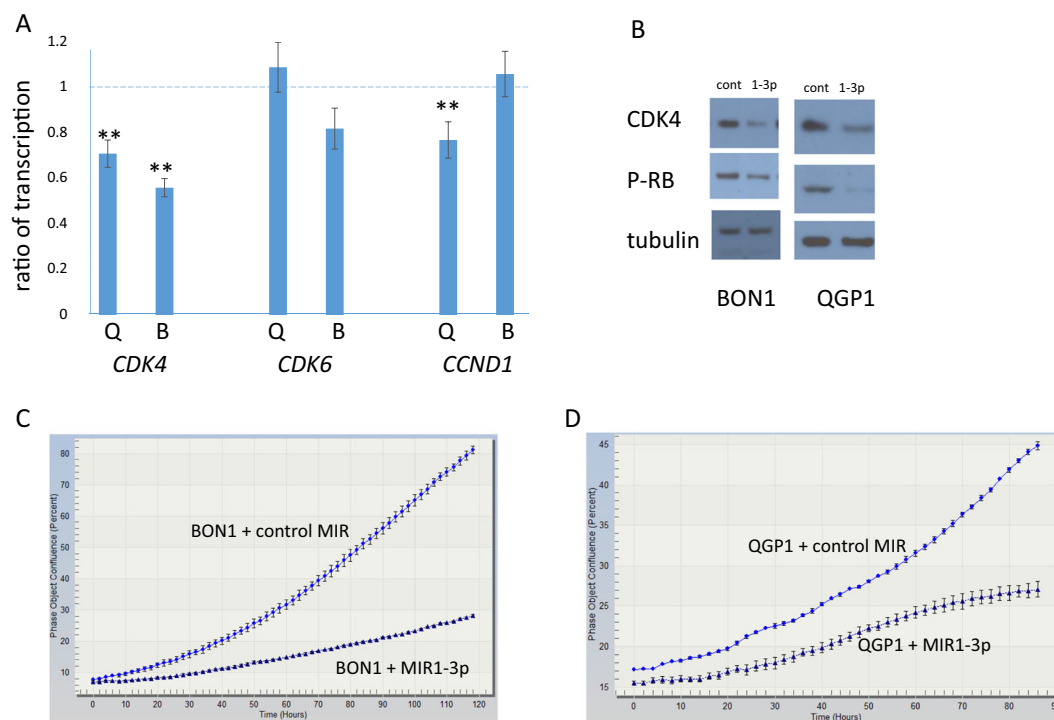 A
1.2
1
0.8
0.6
0.4
0.2
0
ratio of transcription
**
**
**
Q B Q B Q B
CDK4 CDK6 CCND1
B
cont 1-3p cont 1-3p
CDK4
P-RB
tubulin
BON1 QGP1
C
80
70
60
50
40
30
20
10
Phase Object Confluence (Percent)
BON1 + control MIR
BON1 + MIR1-3p
0 10 20 30 40 50 60 70 80 90 100 110 120
Time (Hours)
D
45
40
35
30
25
20
15
Phase Object Confluence (Percent)
QGP1 + control MIR
QGP1 + MIR1-3p
0 10 20 30 40 50 60 70 80
Time (Hours)